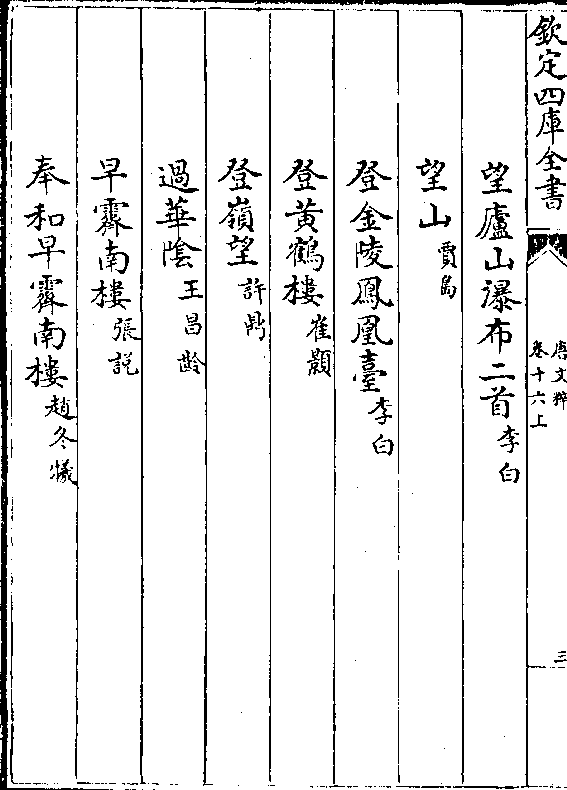 欽定四庫全書
唐文粹
卷十六上
三
望廬山瀑布二首 李白
望山 賈島
登金陵鳳凰臺 李白
登黃鶴樓 崔顥
登嶺望 許鼎
過華陰 王昌齡
早霽南樓 張説
奉和早霽南樓 趙冬曦